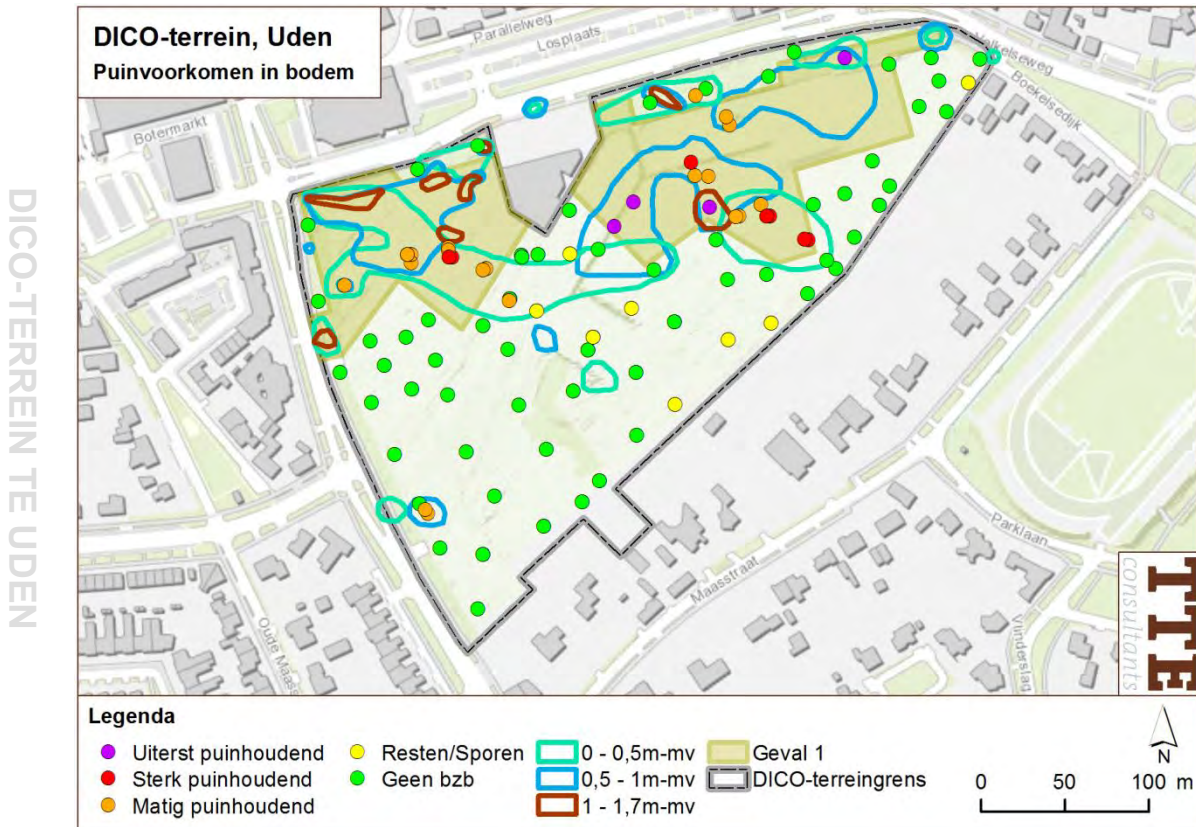 DICO-TERREIN TE UDEN
DICO-terrein, Uden
Puinvoorkomen in bodem
Parallelweg
Losplaats
Volkelseweg
Boekelsedijk
Botermarkt
Parklaan
Maasstraat
Vunderslag
Oude Maas
TTE
consultants
Legenda
Uiterst puinhoudend
Sterk puinhoudend
Matig puinhoudend
Resten/Sporen
Geen bzb
0 - 0,5m-mv
0,5 - 1m-mv
1 - 1,7m-mv
Geval 1
DICO-terreingrens
N
0 50 100 m